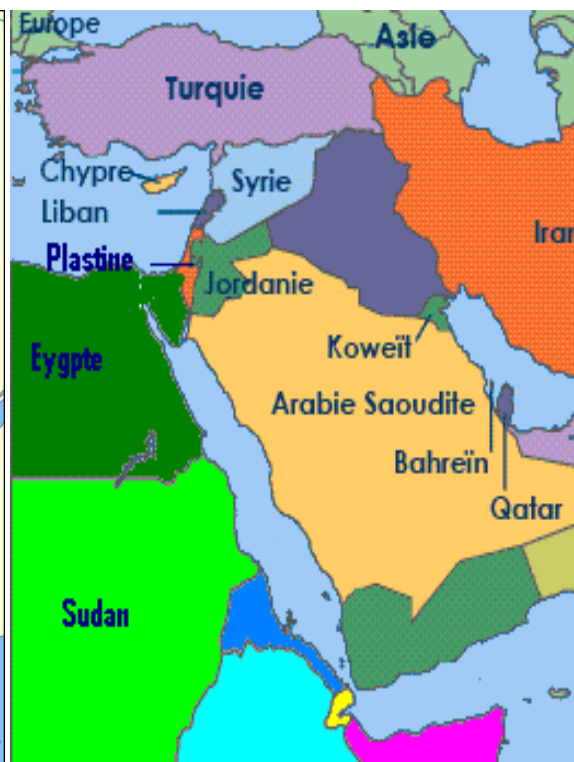 Europe
Asie
Turquie
Chypre
Syrie
Liban
Iran
Plastine
Jordanie
Koweït
Eygpte
Arabie Saoudite
Bahreïn
Qatar
Sudan